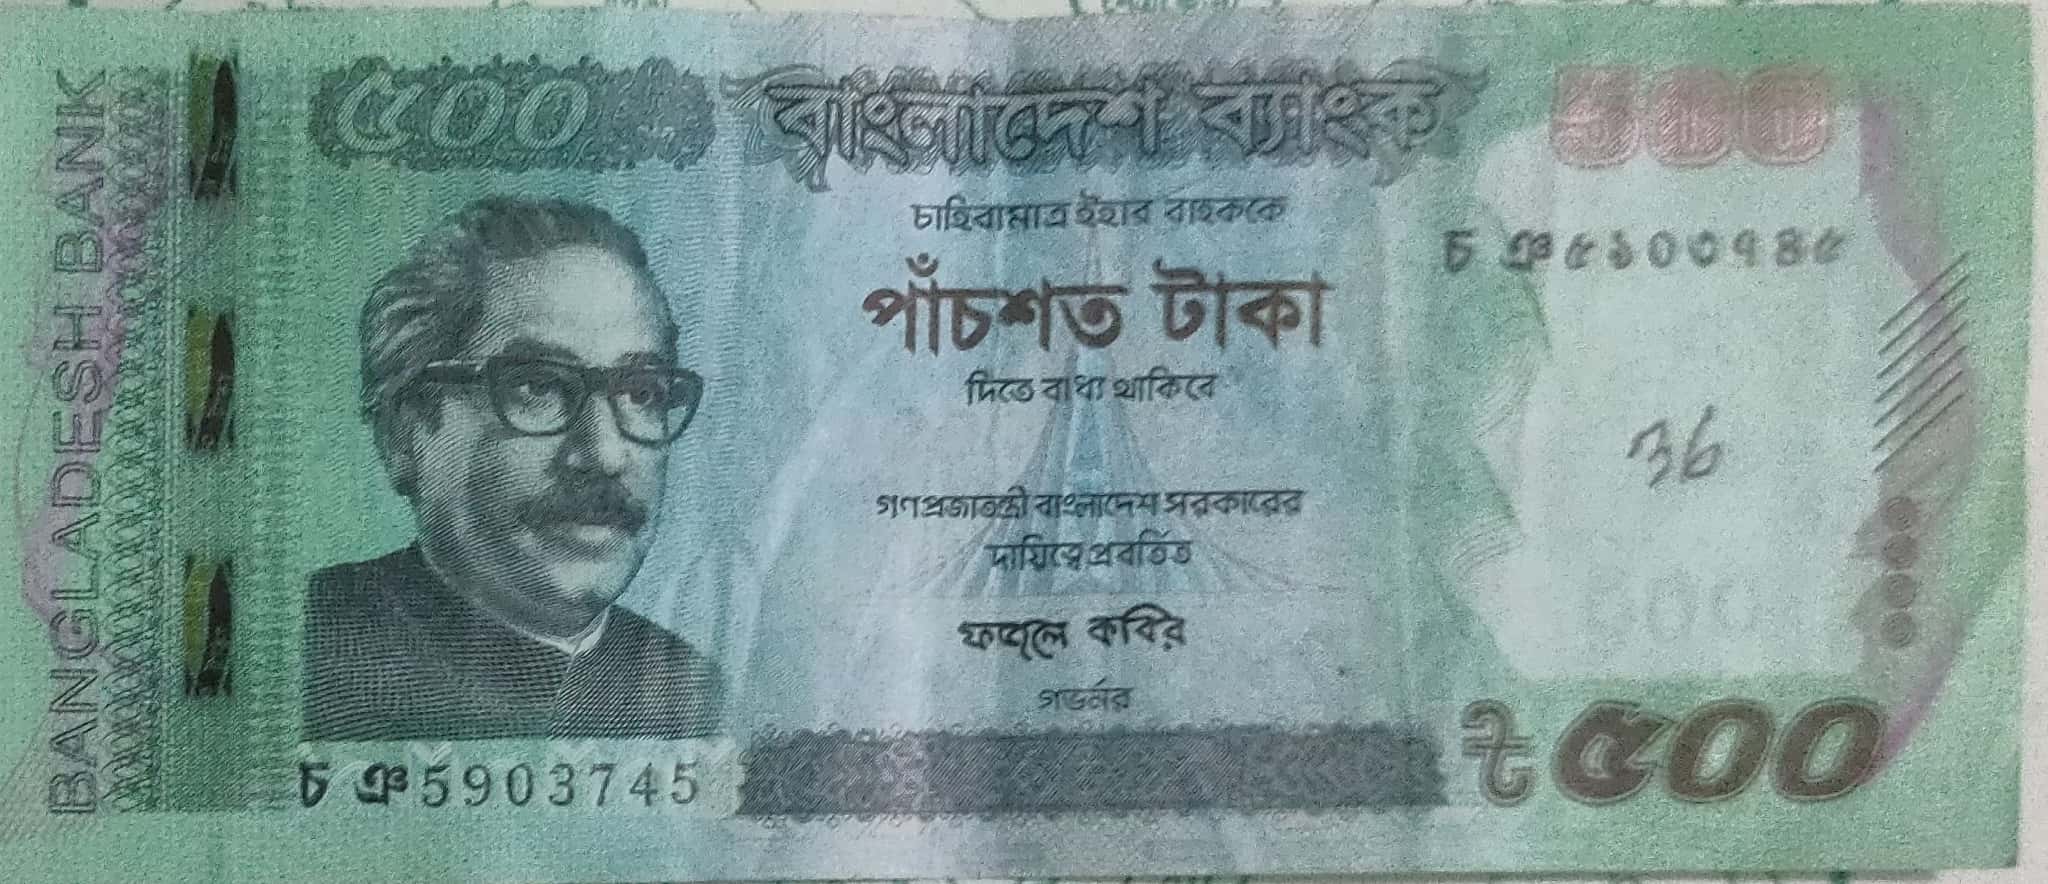 ৫০০
বাংলাদেশ ব্যাংক
500
চাহিবামাত্র ইহার বাহককে
চ ঞ ৫৯০৩৭৪৫
পাঁচশত টাকা
দিতে বাধ্য থাকিবে
36
গণপ্রজাতন্ত্রী বাংলাদেশ সরকারের
দায়িত্বে প্রবর্তিত
ফজলে কবির
গভর্নর
চ ঞ 5903745
৳ ৫০০
BANGLADESH BANK